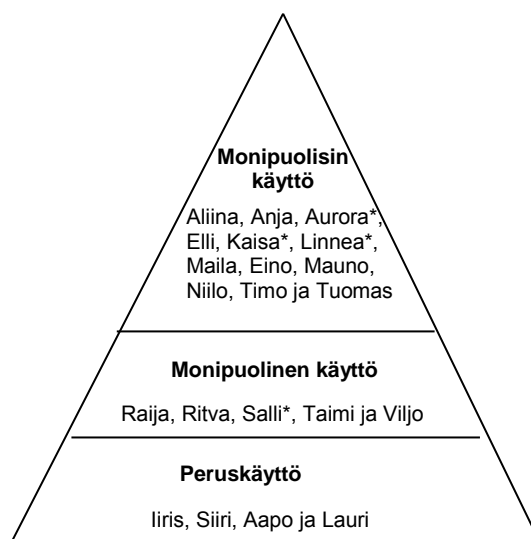 Monipuolisin
käyttö
Aliina, Anja, Aurora*,
Elli, Kaisa*, Linnea*,
Maila, Eino, Mauno,
Niilo, Timo ja Tuomas
Monipuolinen käyttö
Raija, Ritva, Salli*, Taimi ja Viljo
Peruskäyttö
Iiris, Siiri, Aapo ja Lauri